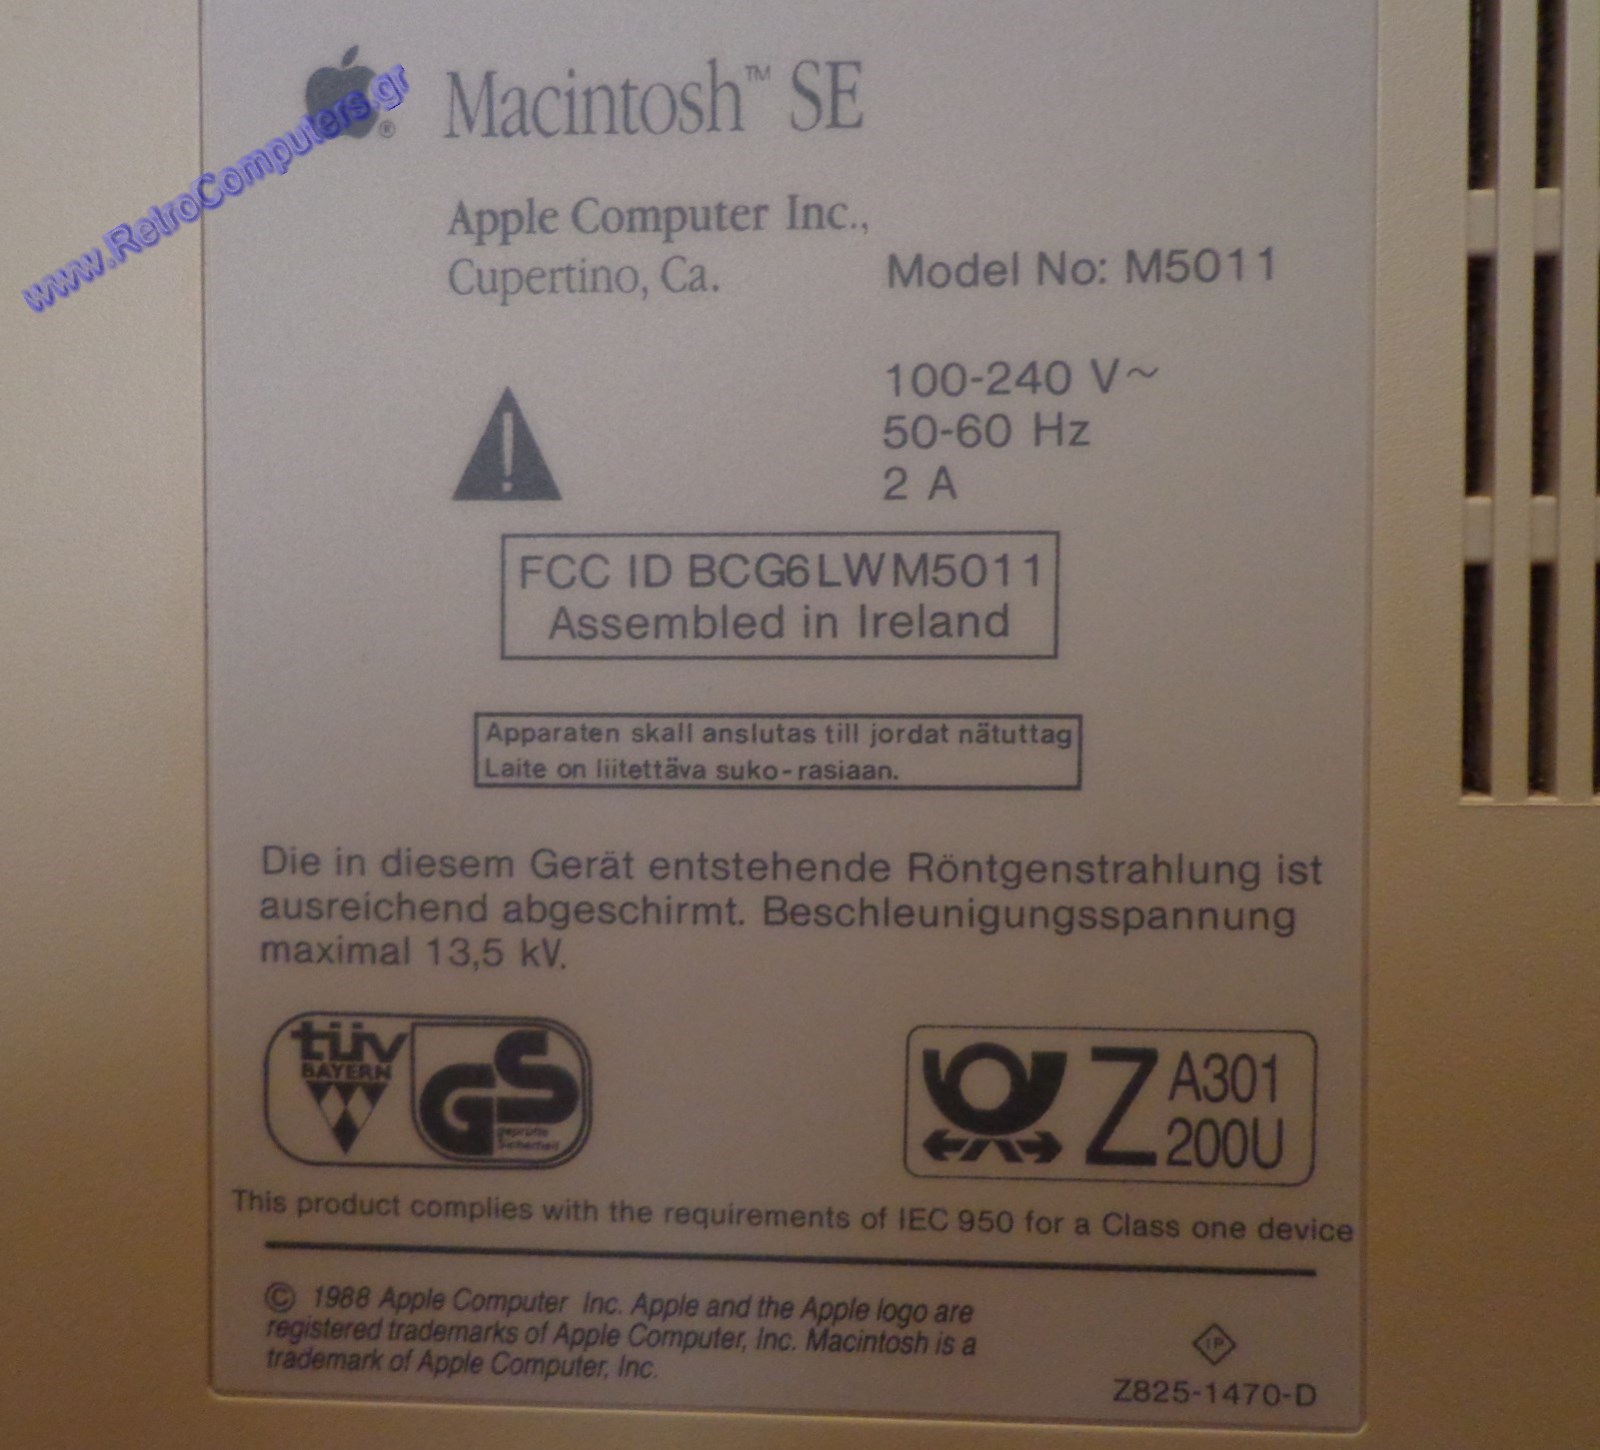 www.RetroComputers.gr
Macintosh™ SE
®
Apple Computer Inc.,
Cupertino, Ca.
Model No: M5011
100-240 V~
50-60 Hz
2 A
!
FCC ID BCG6LWM5011
Assembled in Ireland
Apparaten skall anslutas till jordat nätuttag
Laite on liitettäva suko-rasiaan.
Die in diesem Gerät entstehende Röntgenstrahlung ist
ausreichend abgeschirmt. Beschleunigungsspannung
maximal 13,5 kV.
tüv
BAYERN
GS
geprüfte
Sicherheit
Z A301
200U
This product complies with the requirements of IEC 950 for a Class one device
© 1988 Apple Computer Inc. Apple and the Apple logo are
registered trademarks of Apple Computer, Inc. Macintosh is a
trademark of Apple Computer, Inc.
IP
Z825-1470-D